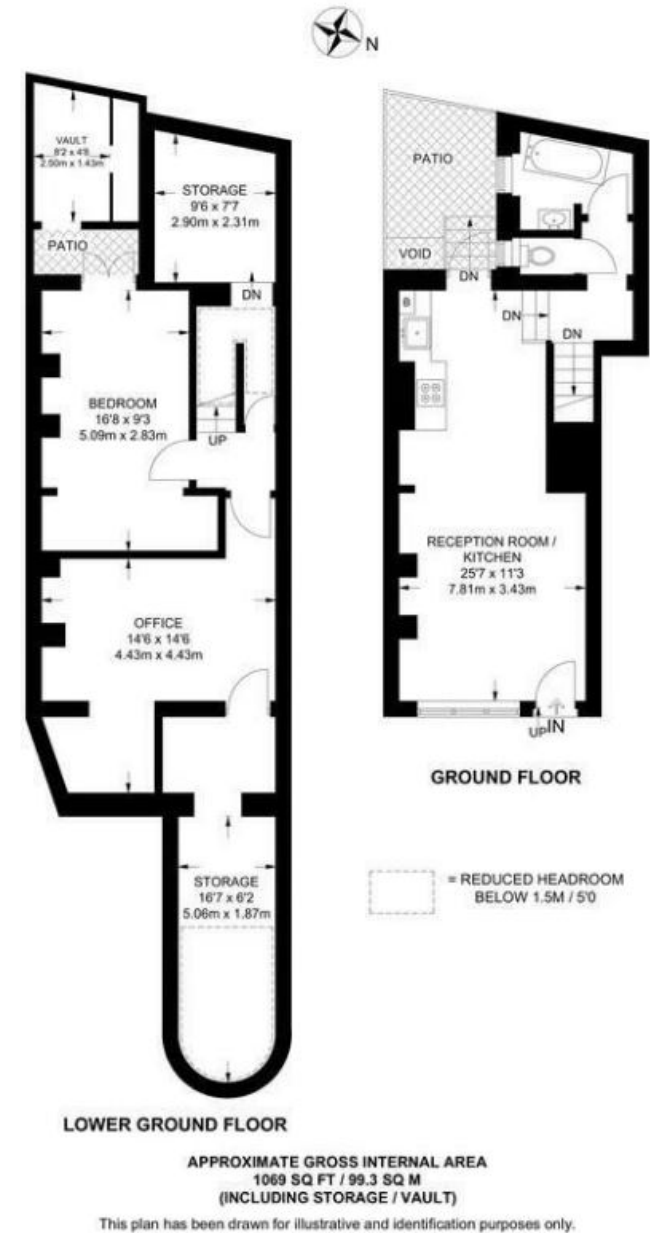 N
VAULT
8'2 x 4'8
2.50m x 1.43m
STORAGE
9'6 x 7'7
2.90m x 2.31m
PATIO
DN
BEDROOM
16'8 x 9'3
5.09m x 2.83m
UP
OFFICE
14'6 x 14'6
4.43m x 4.43m
STORAGE
16'7 x 6'2
5.06m x 1.87m
LOWER GROUND FLOOR
PATIO
VOID
DN
DN
DN
RECEPTION ROOM /
KITCHEN
25'7 x 11'3
7.81m x 3.43m
UP
IN
GROUND FLOOR
= REDUCED HEADROOM
BELOW 1.5M / 5'0
APPROXIMATE GROSS INTERNAL AREA
1069 SQ FT / 99.3 SQ M
(INCLUDING STORAGE / VAULT)
This plan has been drawn for illustrative and identification purposes only.